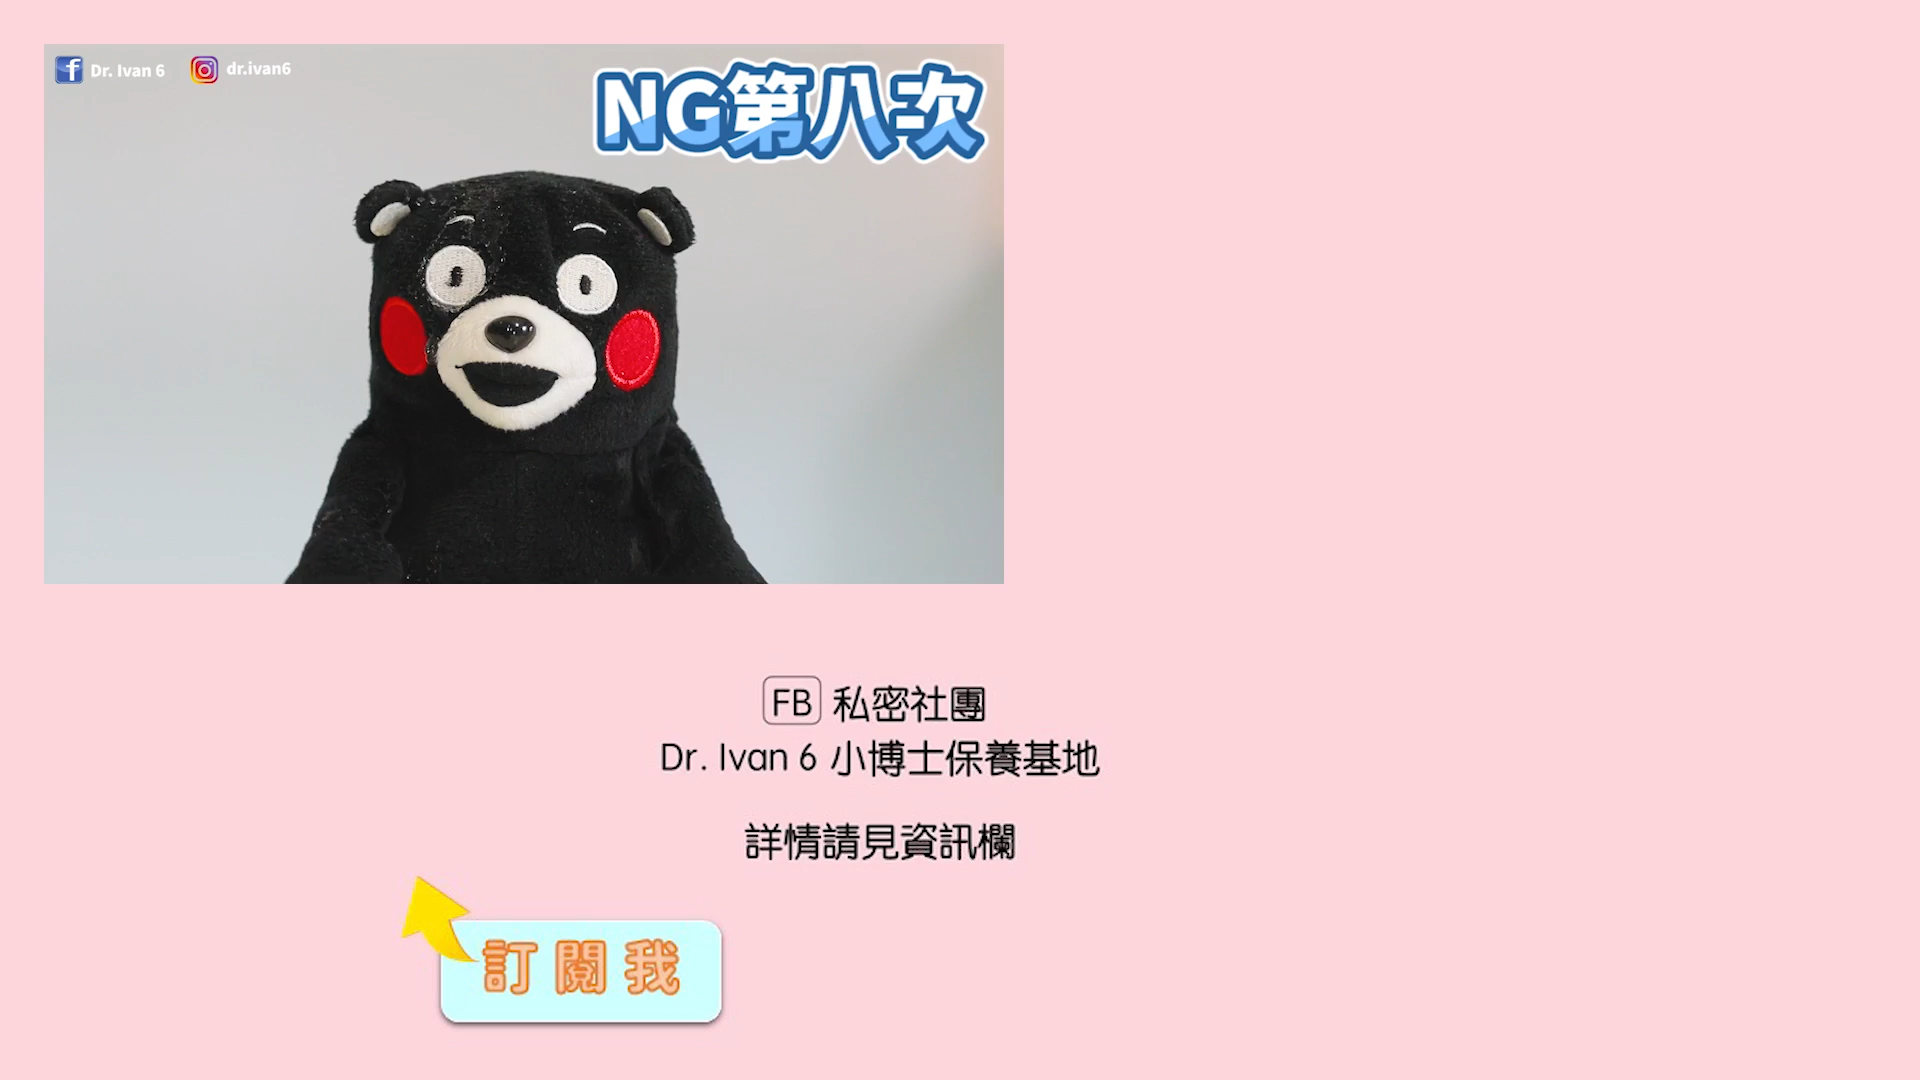 Dr. Ivan 6
dr.ivan6
NG第八次
FB 私密社團
Dr. Ivan 6 小博士保養基地
詳情請見資訊欄
訂閱我